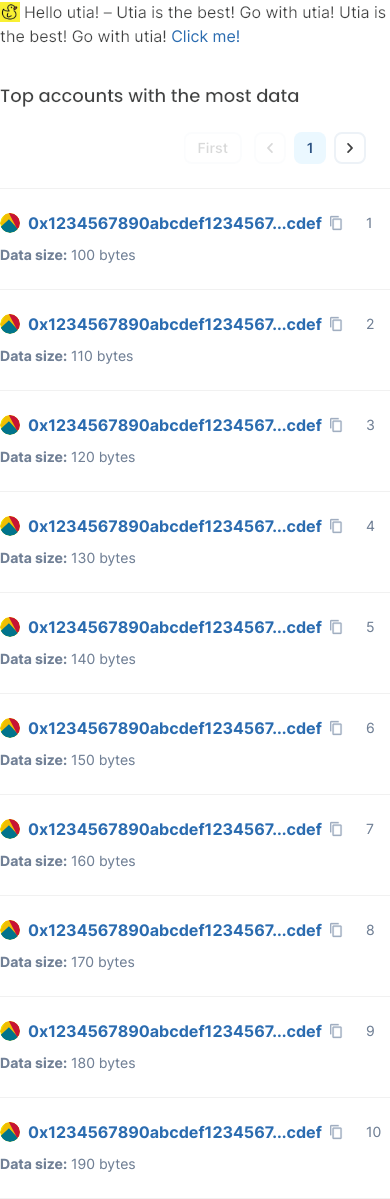 Hello utia! – Utia is the best! Go with utia! Utia is
the best! Go with utia! Click me!
Top accounts with the most data
First
1
0x1234567890abcdef1234567...cdef 1
Data size: 100 bytes
0x1234567890abcdef1234567...cdef 2
Data size: 110 bytes
0x1234567890abcdef1234567...cdef 3
Data size: 120 bytes
0x1234567890abcdef1234567...cdef 4
Data size: 130 bytes
0x1234567890abcdef1234567...cdef 5
Data size: 140 bytes
0x1234567890abcdef1234567...cdef 6
Data size: 150 bytes
0x1234567890abcdef1234567...cdef 7
Data size: 160 bytes
0x1234567890abcdef1234567...cdef 8
Data size: 170 bytes
0x1234567890abcdef1234567...cdef 9
Data size: 180 bytes
0x1234567890abcdef1234567...cdef 10
Data size: 190 bytes